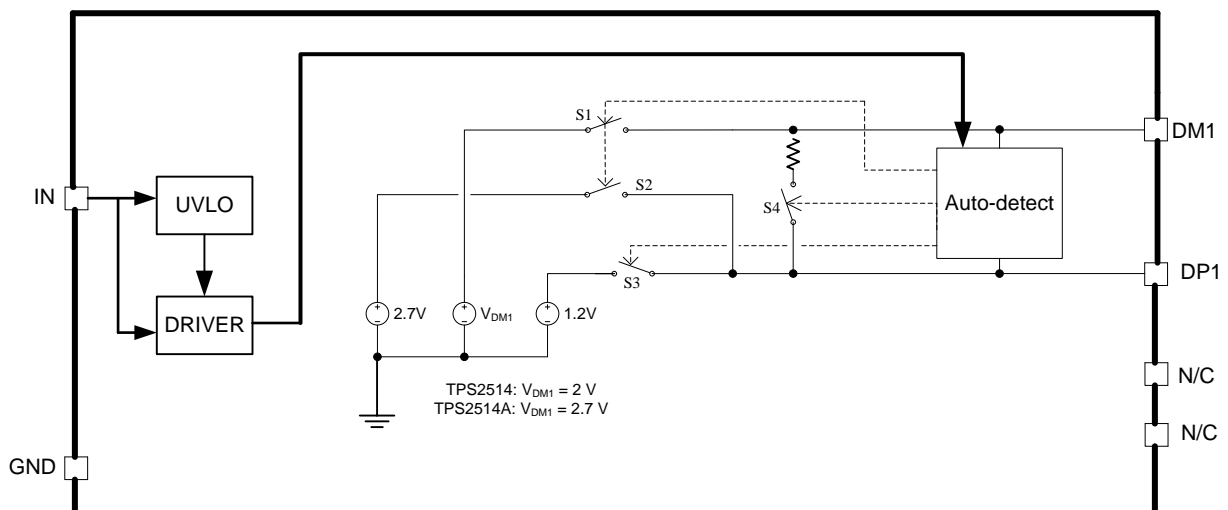 S1
DM1
IN
UVLO
S2
S4
Auto-detect
S3
DP1
DRIVER
+
2.7V
−
+
VDM1
−
+
1.2V
−
TPS2514: VDM1 = 2 V
TPS2514A: VDM1 = 2.7 V
N/C
N/C
GND